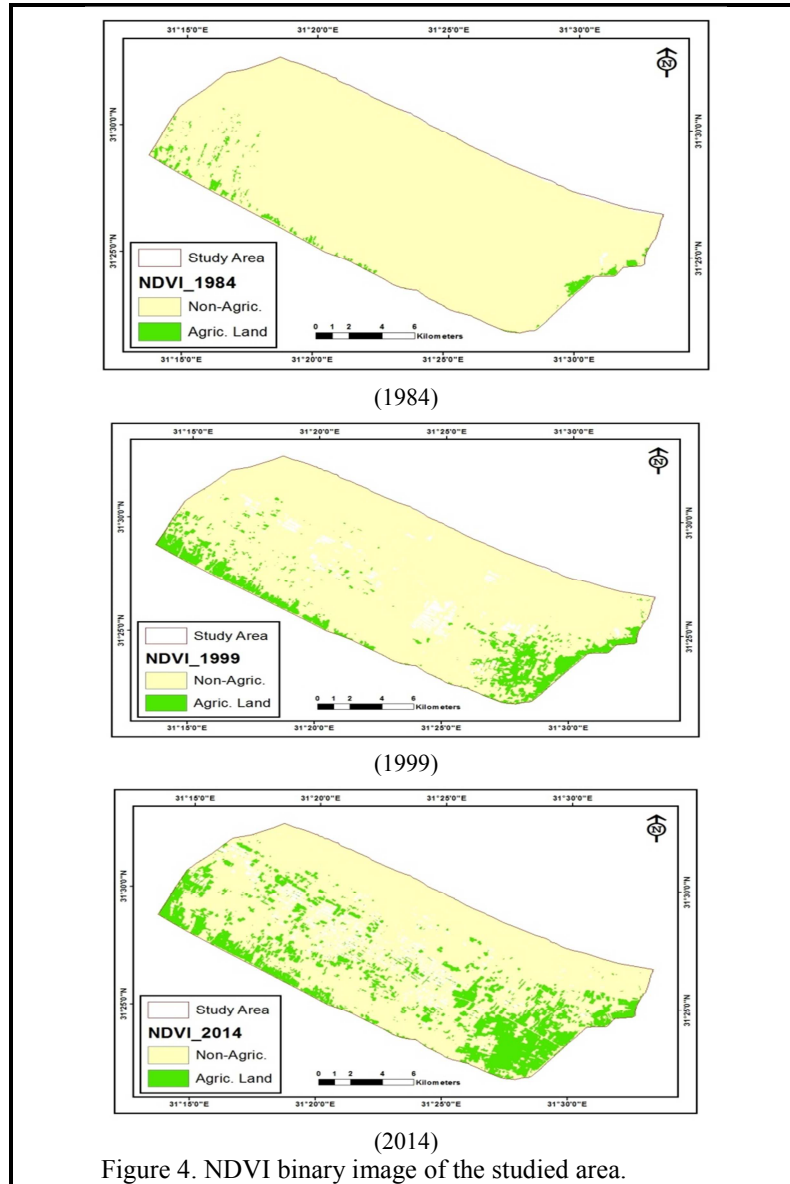 31°15'0"E 31°20'0"E 31°25'0"E 31°30'0"E
N
31°30'0"N 31°30'0"N
31°25'0"N 31°25'0"N
Study Area
NDVI_1984
Non-Agric.
Agric. Land
0 1 2 4 6
Kilometers
31°15'0"E 31°20'0"E 31°25'0"E 31°30'0"E
(1984)
31°15'0"E 31°20'0"E 31°25'0"E 31°30'0"E
N
31°30'0"N 31°30'0"N
31°25'0"N 31°25'0"N
Study Area
NDVI_1999
Non-Agric.
Agric. Land
0 1 2 4 6
Kilometers
31°15'0"E 31°20'0"E 31°25'0"E 31°30'0"E
(1999)
31°15'0"E 31°20'0"E 31°25'0"E 31°30'0"E
N
31°30'0"N 31°30'0"N
31°25'0"N 31°25'0"N
Study Area
NDVI_2014
Non-Agric.
Agric. Land
0 1 2 4 6
Kilometers
31°15'0"E 31°20'0"E 31°25'0"E 31°30'0"E
(2014)
Figure 4. NDVI binary image of the studied area.